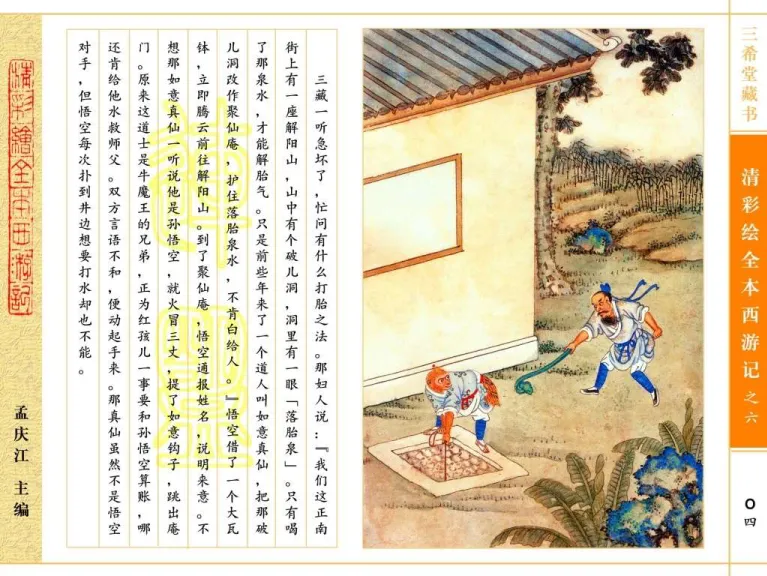 三希堂藏书
清彩绘全本西游记之六
〇四
三藏一听急坏了，忙问有什么打胎之法。那妇人说：『我们这正南
街上有一座解阳山，山中有个破儿洞，洞里有一眼「落胎泉」。只有喝
了那泉水，才能解胎气。只是前些年来了一个道人叫如意真仙，把那破
儿洞改作聚仙庵，护住落胎泉水，不肯白给人。』悟空借了一个大瓦
钵，立即腾云前往解阳山。到了聚仙庵，悟空通报姓名，说明来意。不
想那如意真仙一听说他是孙悟空，就火冒三丈，提了如意钩子，跳出庵
门。原来这道士是牛魔王的兄弟，正为红孩儿一事要和孙悟空算账，哪
还肯给他水救师父。双方言语不和，便动起手来。那真仙虽然不是悟空
对手，但悟空每次扑到井边想要打水却也不能。
清彩繪全本西游記
孟庆江 主编